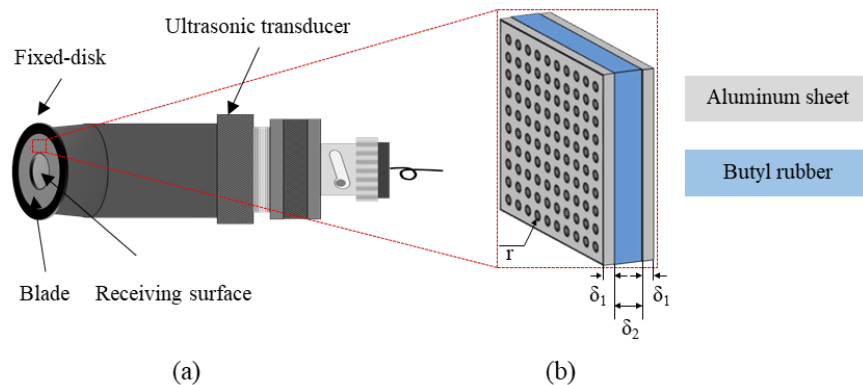 Ultrasonic transducer
Fixed-disk
Blade
Receiving surface
(a)
r
δ1
δ2
δ1
(b)
Aluminum sheet
Butyl rubber